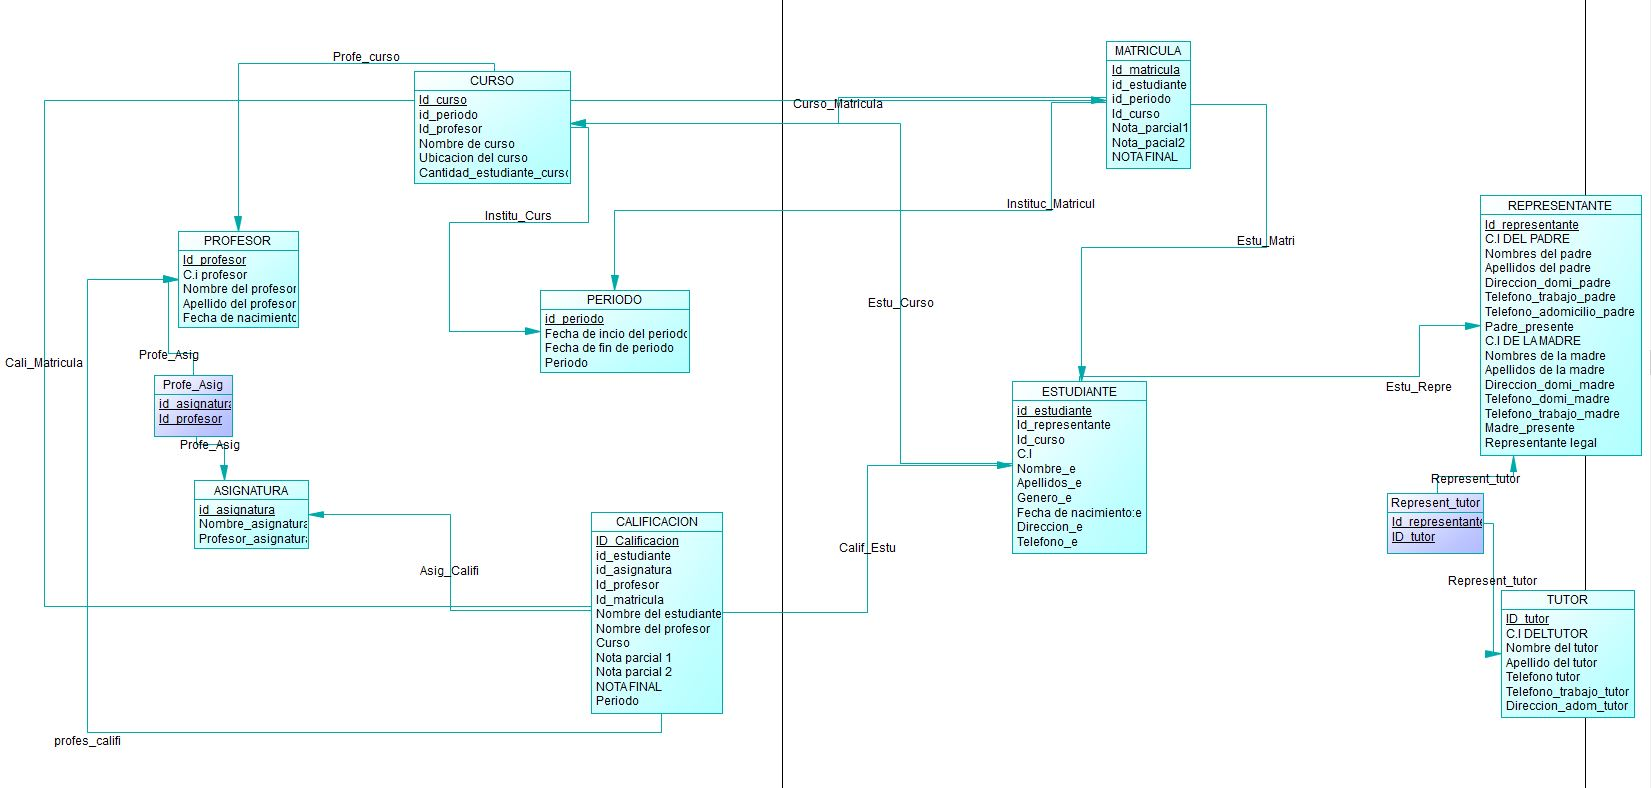 Profe_curso
CURSO
Id_curso
id_periodo
Id_profesor
Nombre de curso
Ubicacion del curso
Cantidad_estudiante_curso
Curso_Matricula
MATRICULA
Id_matricula
id_estudiante
id_periodo
Id_curso
Nota_parcial1
Nota_pacial2
NOTA FINAL
Institu_Curs
Instituc_Matricul
Estu_Matri
PROFESOR
Id_profesor
C.i profesor
Nombre del profesor
Apellido del profesor
Fecha de nacimiento
PERIODO
id_periodo
Fecha de incio del periodo
Fecha de fin de periodo
Periodo
Estu_Curso
REPRESENTANTE
Id_representante
C.I DEL PADRE
Nombres del padre
Apellidos del padre
Direccion_domi_padre
Telefono_trabajo_padre
Telefono_adomicilio_padre
Padre_presente
C.I DE LA MADRE
Nombres de la madre
Apellidos de la madre
Direccion_domi_madre
Telefono_domi_madre
Telefono_trabajo_madre
Madre_presente
Representante legal
Cali_Matricula
Profe_Asig
Profe_Asig
id_asignatura
Id_profesor
Profe_Asig
Estu_Repre
ESTUDIANTE
id_estudiante
Id_representante
Id_curso
C.I
Nombre_e
Apellidos_e
Genero_e
Fecha de nacimiento:e
Direccion_e
Telefono_e
ASIGNATURA
id_asignatura
Nombre_asignatura
Profesor_asignatura
Asig_Califi
CALIFICACION
ID_Calificacion
id_estudiante
id_asignatura
Id_profesor
Id_matricula
Nombre del estudiante
Nombre del profesor
Curso
Nota parcial 1
Nota parcial 2
NOTA FINAL
Periodo
Calif_Estu
Represent_tutor
Represent_tutor
Id_representante
ID_tutor
Represent_tutor
TUTOR
ID_tutor
C.I DELTUTOR
Nombre del tutor
Apellido del tutor
Telefono tutor
Telefono_trabajo_tutor
Direccion_adom_tutor
profes_califi